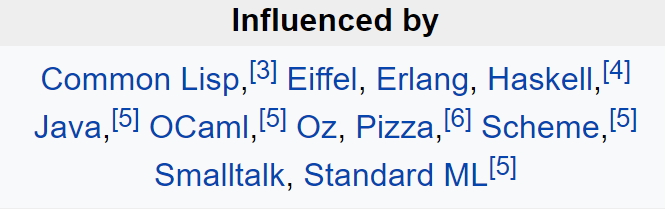 Influenced by
Common Lisp,[3] Eiffel, Erlang, Haskell,[4]
Java,[5] OCaml,[5] Oz, Pizza,[6] Scheme,[5]
Smalltalk, Standard ML[5]